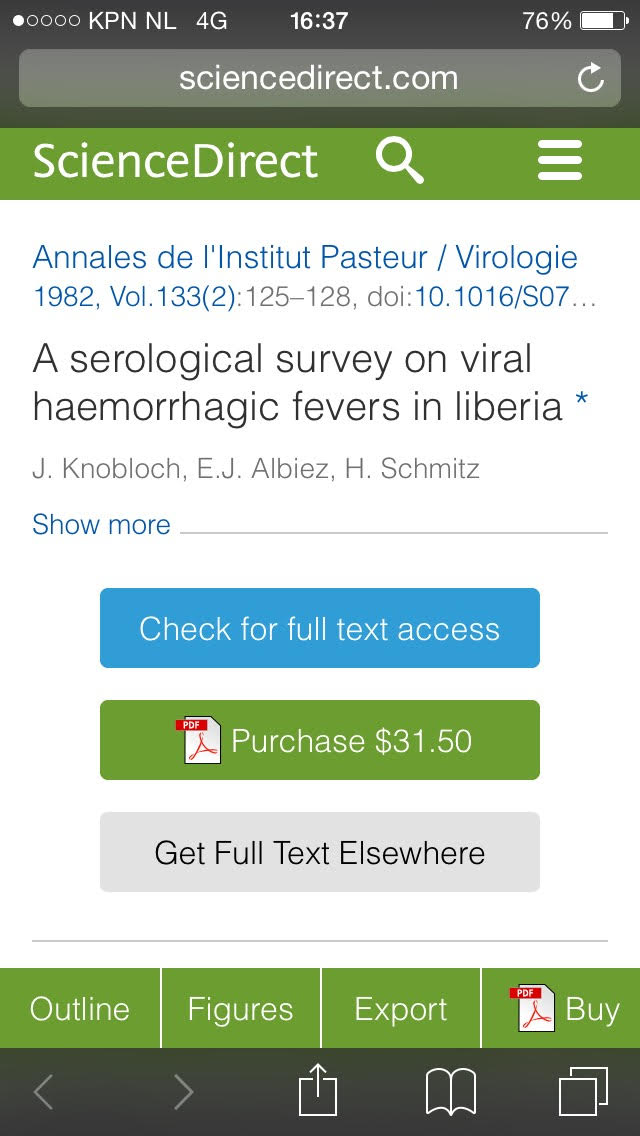 KPN NL 4G 16:37 76%
sciencedirect.com
ScienceDirect
Annales de l'Institut Pasteur / Virologie
1982, Vol.133(2):125–128, doi:10.1016/S07...
A serological survey on viral
haemorrhagic fevers in liberia *
J. Knobloch, E.J. Albiez, H. Schmitz
Show more
Check for full text access
PDF Purchase $31.50
Get Full Text Elsewhere
Outline Figures Export PDF Buy